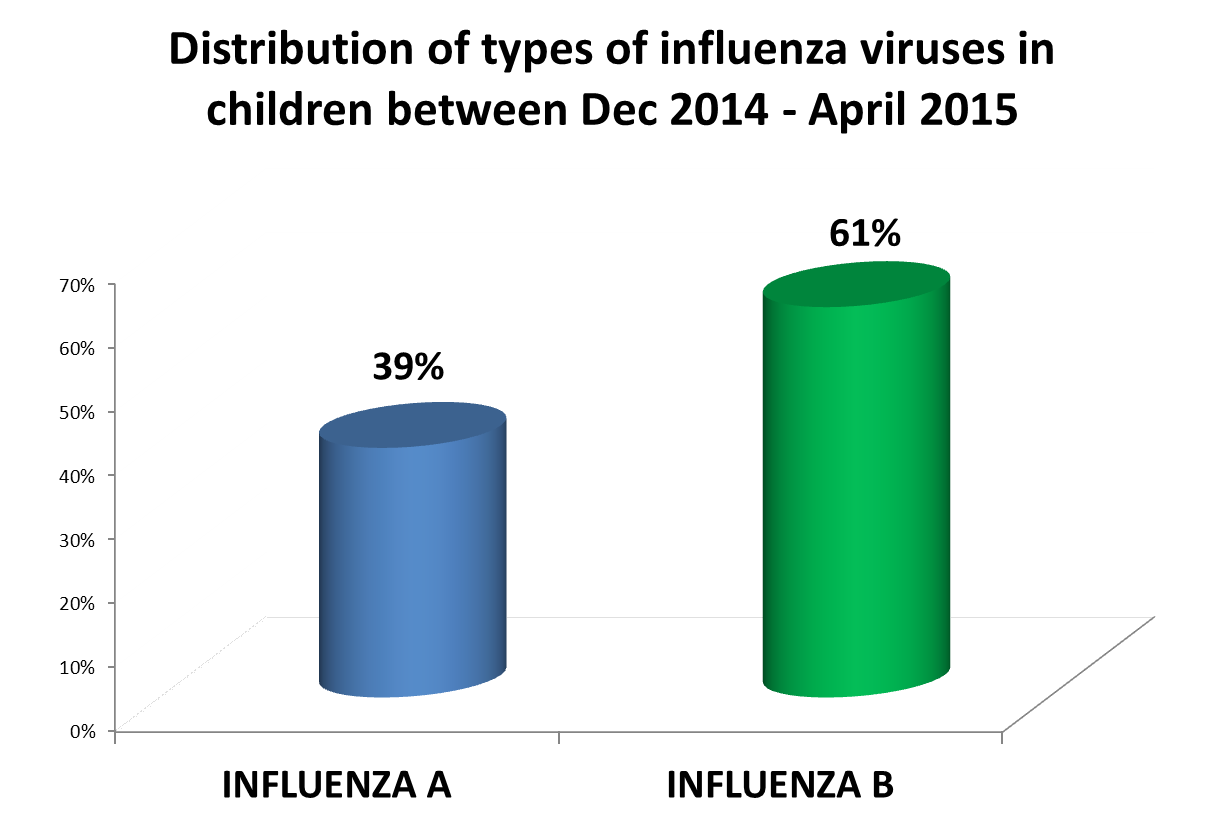 Distribution of types of influenza viruses in
children between Dec 2014 - April 2015
61%
39%
70%
60%
50%
40%
30%
20%
10%
0%
INFLUENZA A
INFLUENZA B